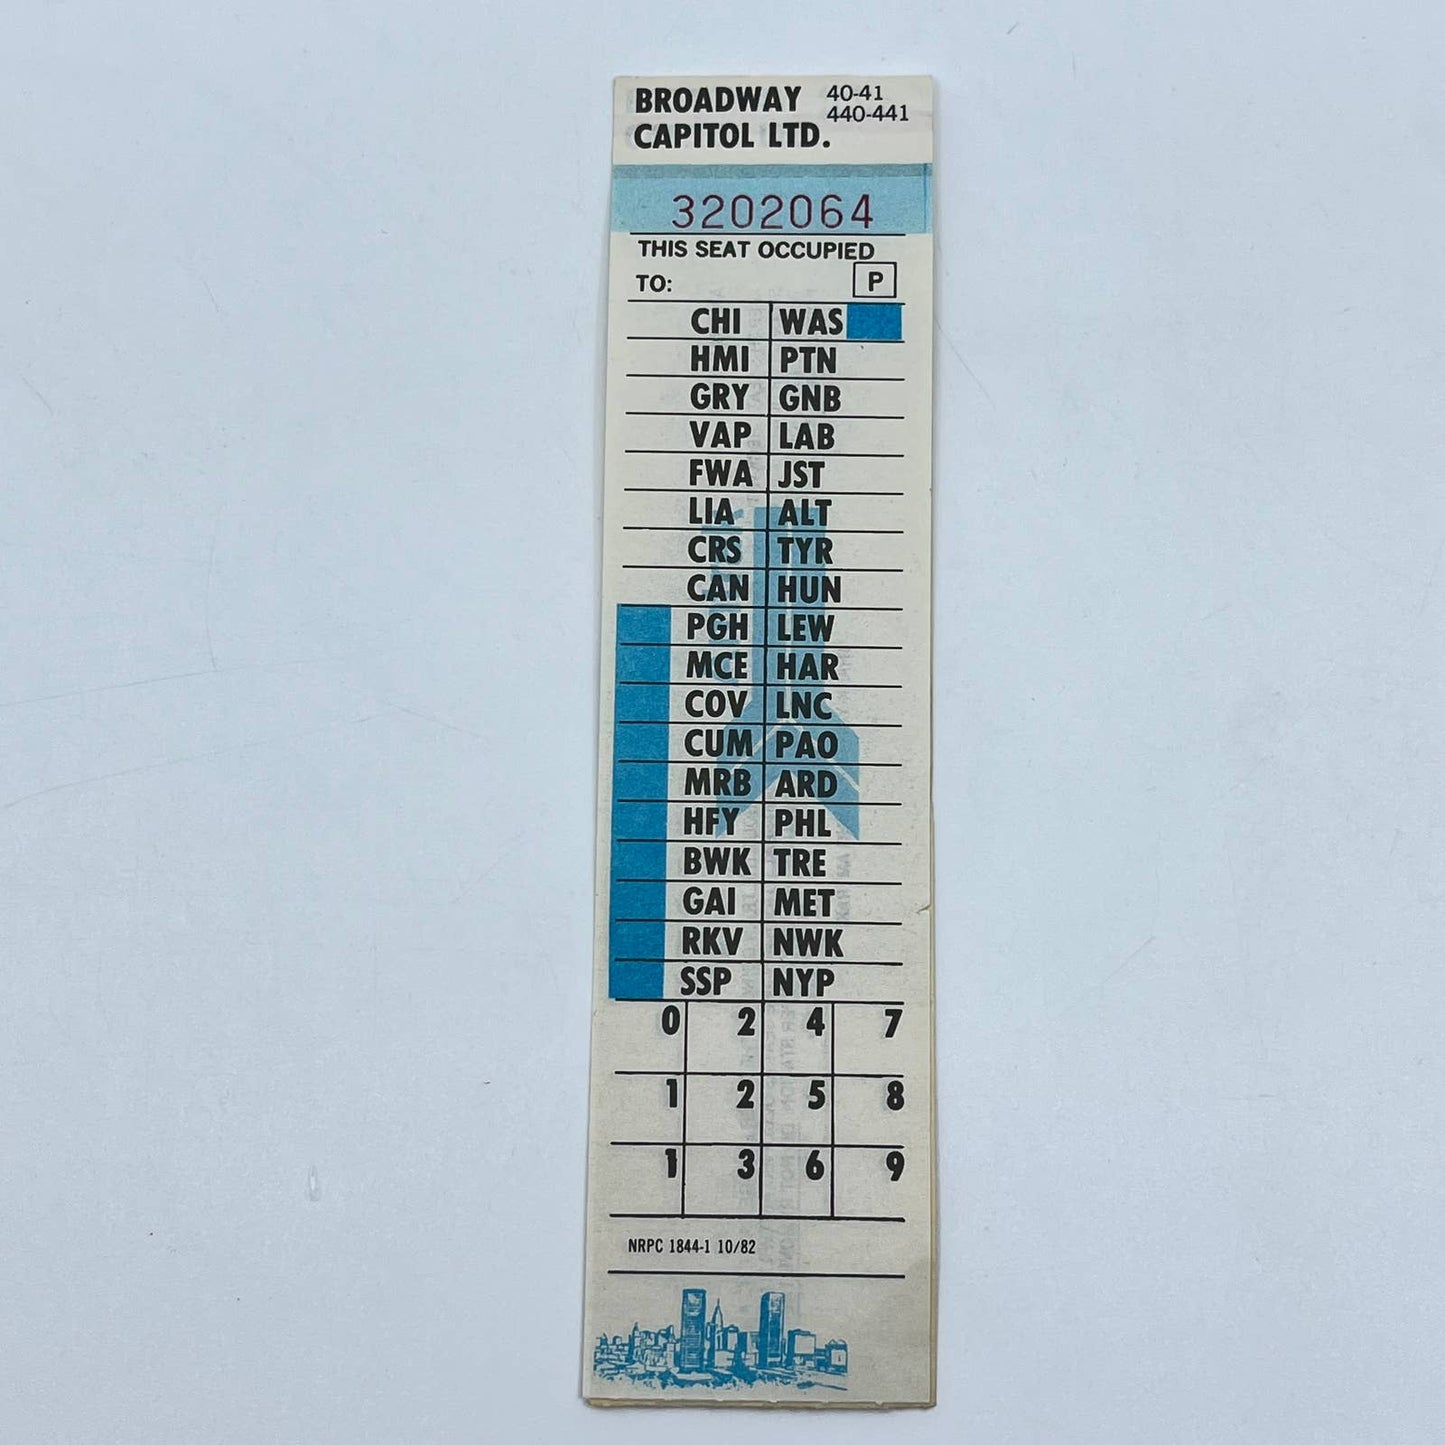 BROADWAY 40-41
CAPITOL LTD. 440-441
3202064
THIS SEAT OCCUPIED
TO: P
CHI WAS
HMI PTN
GRY GNB
VAP LAB
FWA JST
LIA ALT
CRS TYR
CAN HUN
PGH LEW
MCE HAR
COV LNC
CUM PAO
MRB ARD
HFY PHL
BWK TRE
GAI MET
RKV NWK
SSP NYP
0 2 4 7
1 2 5 8
1 3 6 9
NRPC 1844-1 10/82